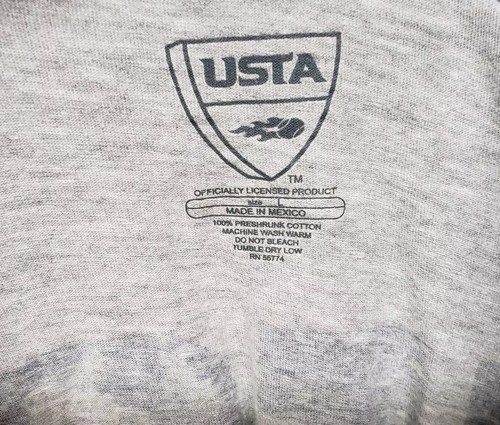 USTA
TM
OFFICIALLY LICENSED PRODUCT
size L
MADE IN MEXICO
100% PRESHRUNK COTTON
MACHINE WASH WARM
DO NOT BLEACH
TUMBLE DRY LOW
RN 55774